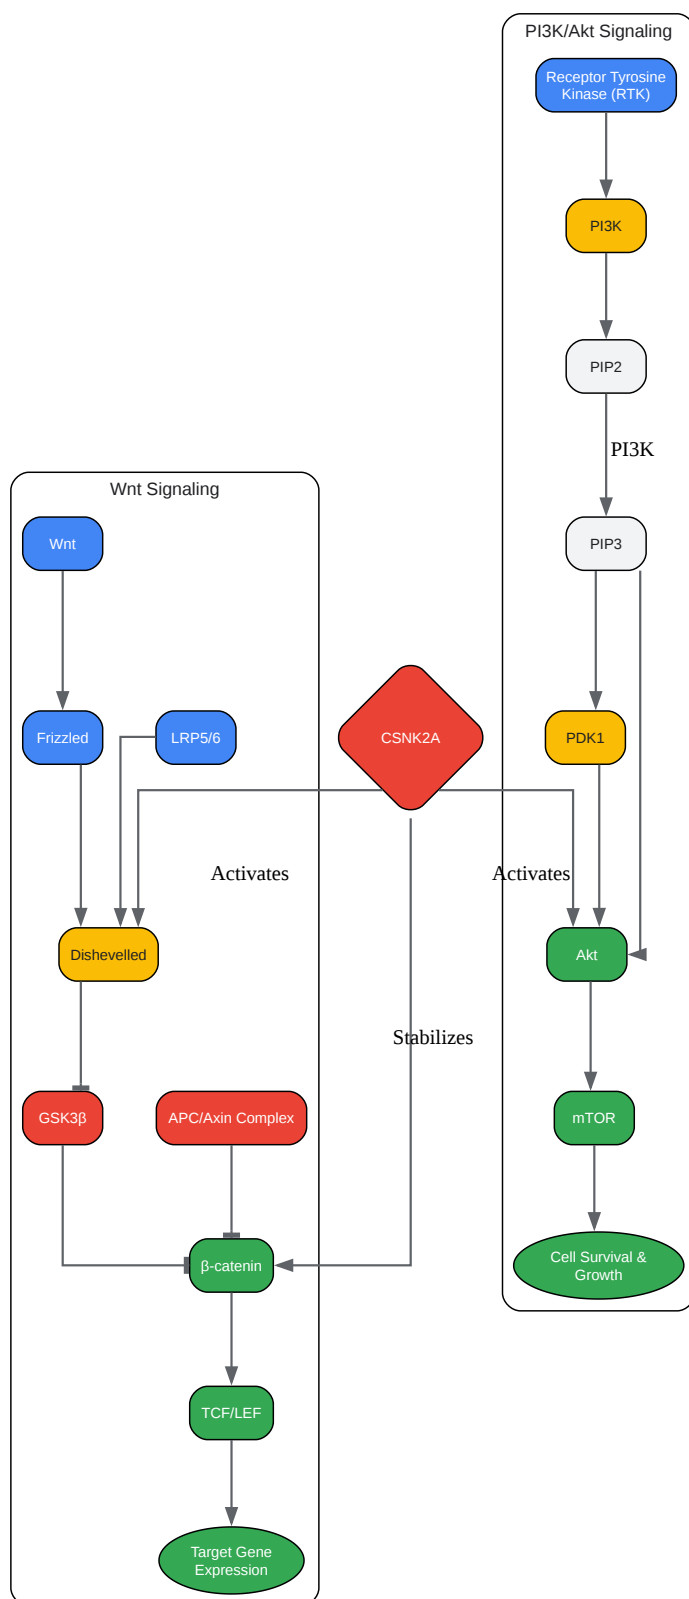 PI3K/Akt Signaling
Receptor Tyrosine
Kinase (RTK)
PI3K
PIP2
PI3K
Wnt Signaling
Wnt
PIP3
Frizzled
LRP5/6
CSNK2A
PDK1
Activates
Activates
Dishevelled
Akt
Stabilizes
GSK3β
APC/Axin Complex
mTOR
β-catenin
Cell Survival &
Growth
TCF/LEF
Target Gene
Expression